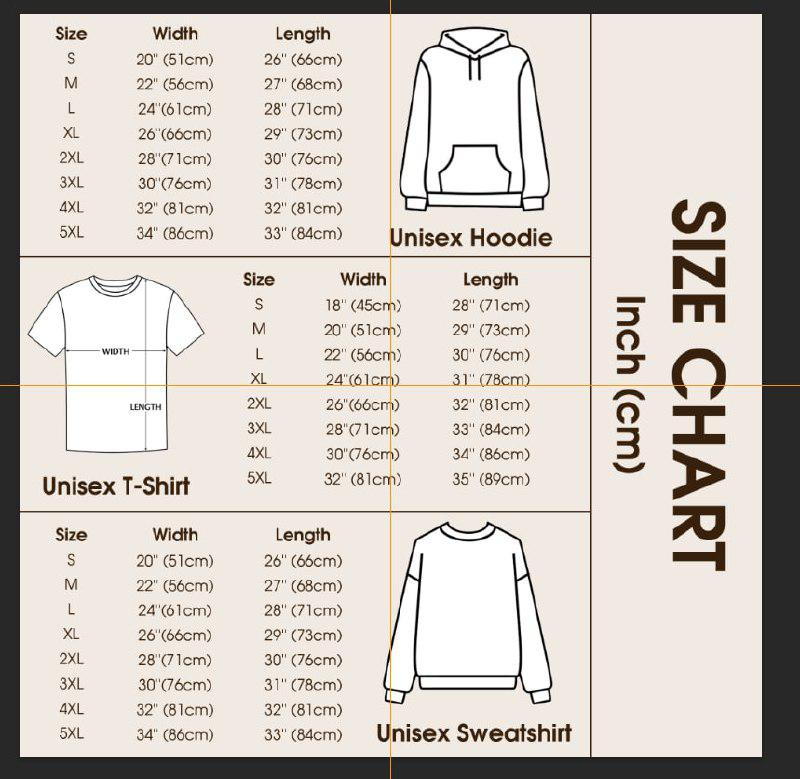 Size Width Length
S 20" (51cm) 26" (66cm)
M 22" (56cm) 27" (68cm)
L 24"(61cm) 28" (71cm)
XL 26"(66cm) 29" (73cm)
2XL 28"(71cm) 30" (76cm)
3XL 30"(76cm) 31" (78cm)
4XL 32" (81cm) 32" (81cm)
5XL 34" (86cm) 33" (84cm)
Unisex Hoodie
WIDTH
LENGTH
Unisex T-Shirt
Size Width Length
S 18" (45cm) 28" (71cm)
M 20" (51cm) 29" (73cm)
L 22" (56cm) 30" (76cm)
XL 24"(61cm) 31" (78cm)
2XL 26"(66cm) 32" (81cm)
3XL 28"(71cm) 33" (84cm)
4XL 30"(76cm) 34" (86cm)
5XL 32" (81cm) 35" (89cm)
Size Width Length
S 20" (51cm) 26" (66cm)
M 22" (56cm) 27" (68cm)
L 24"(61cm) 28" (71cm)
XL 26"(66cm) 29" (73cm)
2XL 28"(71cm) 30" (76cm)
3XL 30"(76cm) 31" (78cm)
4XL 32" (81cm) 32" (81cm)
5XL 34" (86cm) 33" (84cm)
Unisex Sweatshirt
SIZE CHART
Inch (cm)